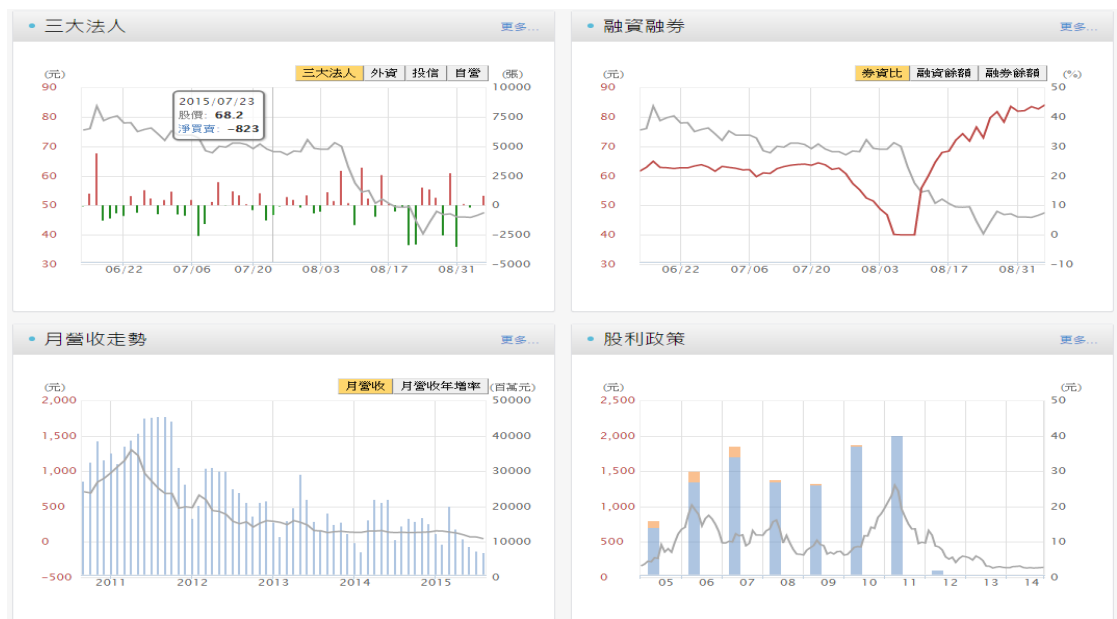 三大法人
更多...
(元)
三大法人 外資 投信 自營
(張)
90
80
70
60
50
40
30
10000
7500
5000
2500
0
-2500
-5000
2015/07/23
股價: 68.2
淨買賣: -823
06/22 07/06 07/20 08/03 08/17 08/31
融資融券
更多...
(元)
券資比 融資餘額 融券餘額
(%)
90
80
70
60
50
40
30
50
40
30
20
10
0
-10
06/22 07/06 07/20 08/03 08/17 08/31
月營收走勢
更多...
(元)
月營收 月營收年增率
(百萬元)
2,000
1,500
1,000
500
0
-500
50000
40000
30000
20000
10000
0
2011 2012 2013 2014 2015
股利政策
更多...
(元)
(元)
2,500
2,000
1,500
1,000
500
0
50
40
30
20
10
0
05 06 07 08 09 10 11 12 13 14